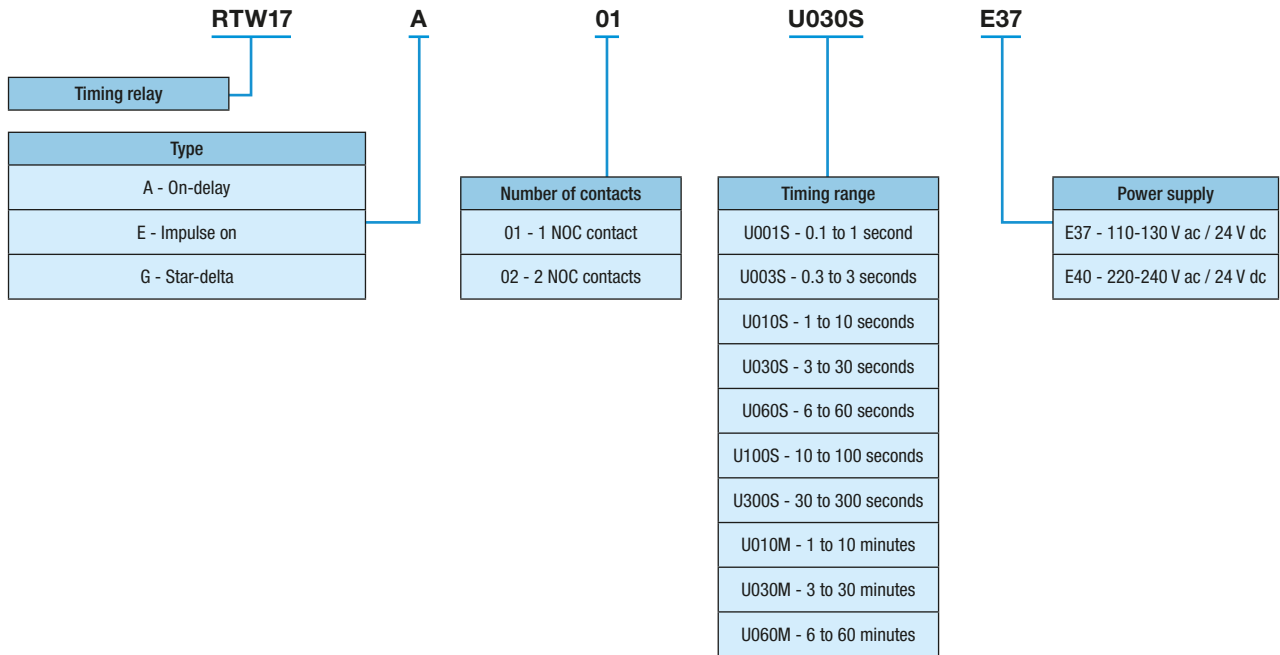 RTW17 A 01 U030S E37
Timing relay
Type
A - On-delay
E - Impulse on
G - Star-delta
Number of contacts
01 - 1 NOC contact
02 - 2 NOC contacts
Timing range
U001S - 0.1 to 1 second
U003S - 0.3 to 3 seconds
U010S - 1 to 10 seconds
U030S - 3 to 30 seconds
U060S - 6 to 60 seconds
U100S - 10 to 100 seconds
U300S - 30 to 300 seconds
U010M - 1 to 10 minutes
U030M - 3 to 30 minutes
U060M - 6 to 60 minutes
Power supply
E37 - 110-130 V ac / 24 V dc
E40 - 220-240 V ac / 24 V dc